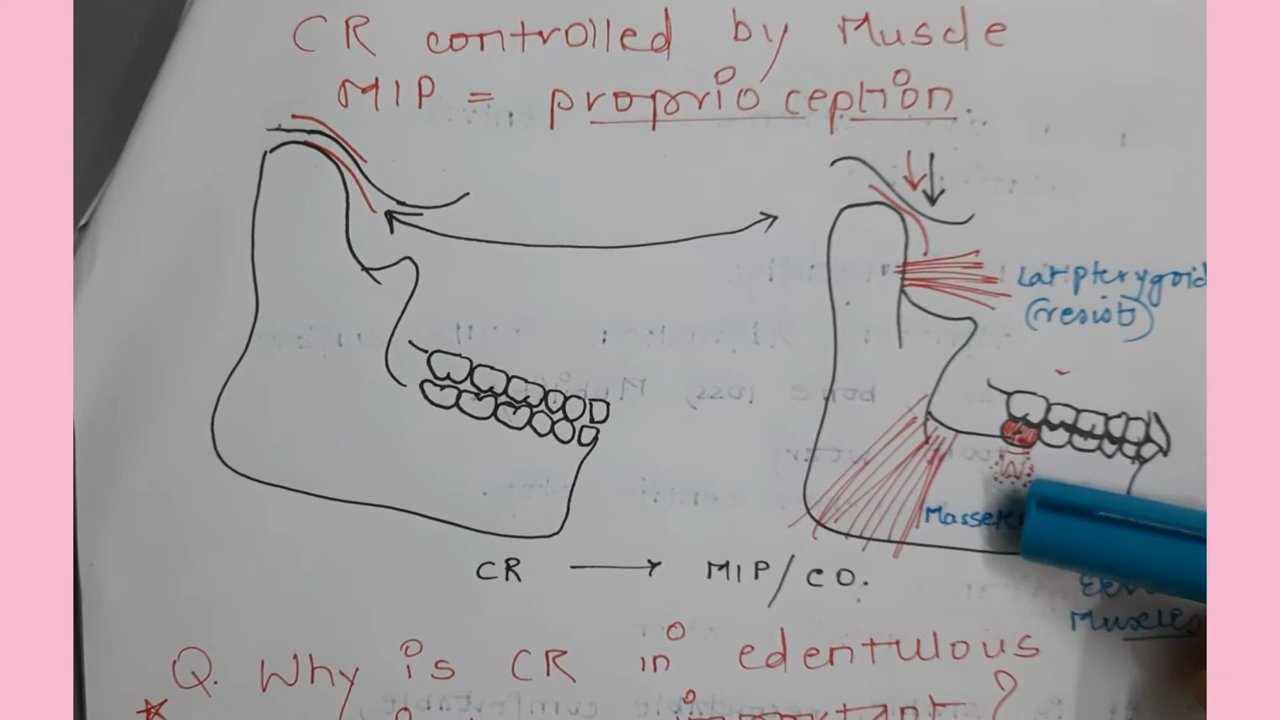 CR controlled by Muscle
MIP = proprioception.
Lat pterygoid
(resist)
Masseter
CR → MIP/CO.
Muscles
Q. Why is CR in edentulous
important?